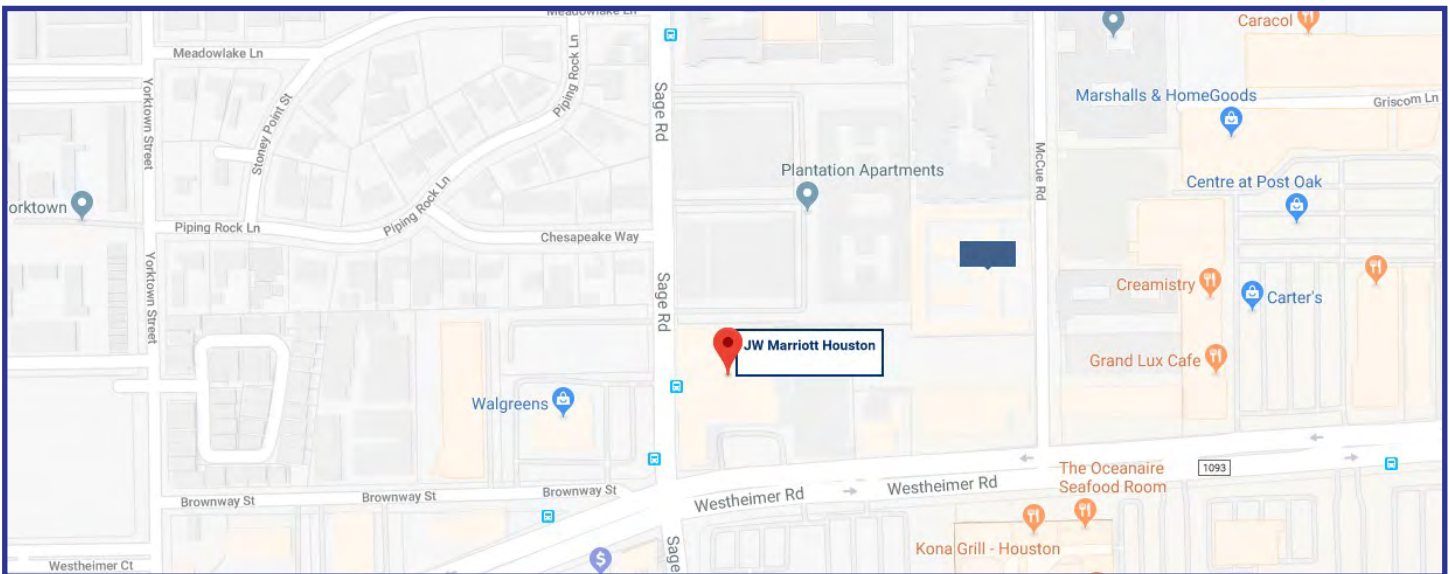 Meadowlake Ln
Caracol
Meadowlake Ln
Piping Rock Ln
Yorktown Street
Stoney Point St
Sage Rd
Marshalls & HomeGoods
Griscom Ln
Plantation Apartments
McCue Rd
Centre at Post Oak
orktown
Piping Rock Ln
Piping Rock Ln
Chesapeake Way
Yorktown Street
Sage Rd
Creamistry
Carter's
JW Marriott Houston
Grand Lux Cafe
Walgreens
The Oceanaire
Seafood Room
1093
Brownway St
Brownway St
Brownway St
Westheimer Rd
Westheimer Rd
Kona Grill - Houston
Sage
$
Westheimer Ct